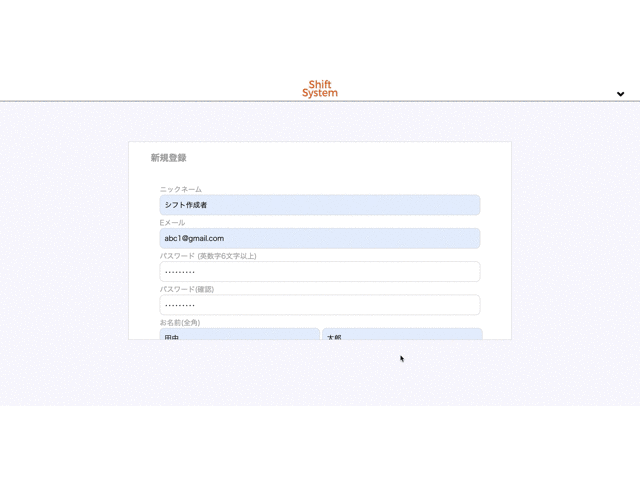 Shift
System
新規登録
ニックネーム
シフト作成者
Eメール
abc1@gmail.com
パスワード (英数字6文字以上)
•••••••••
パスワード(確認)
•••••••••
お名前(全角)
田中 太郎